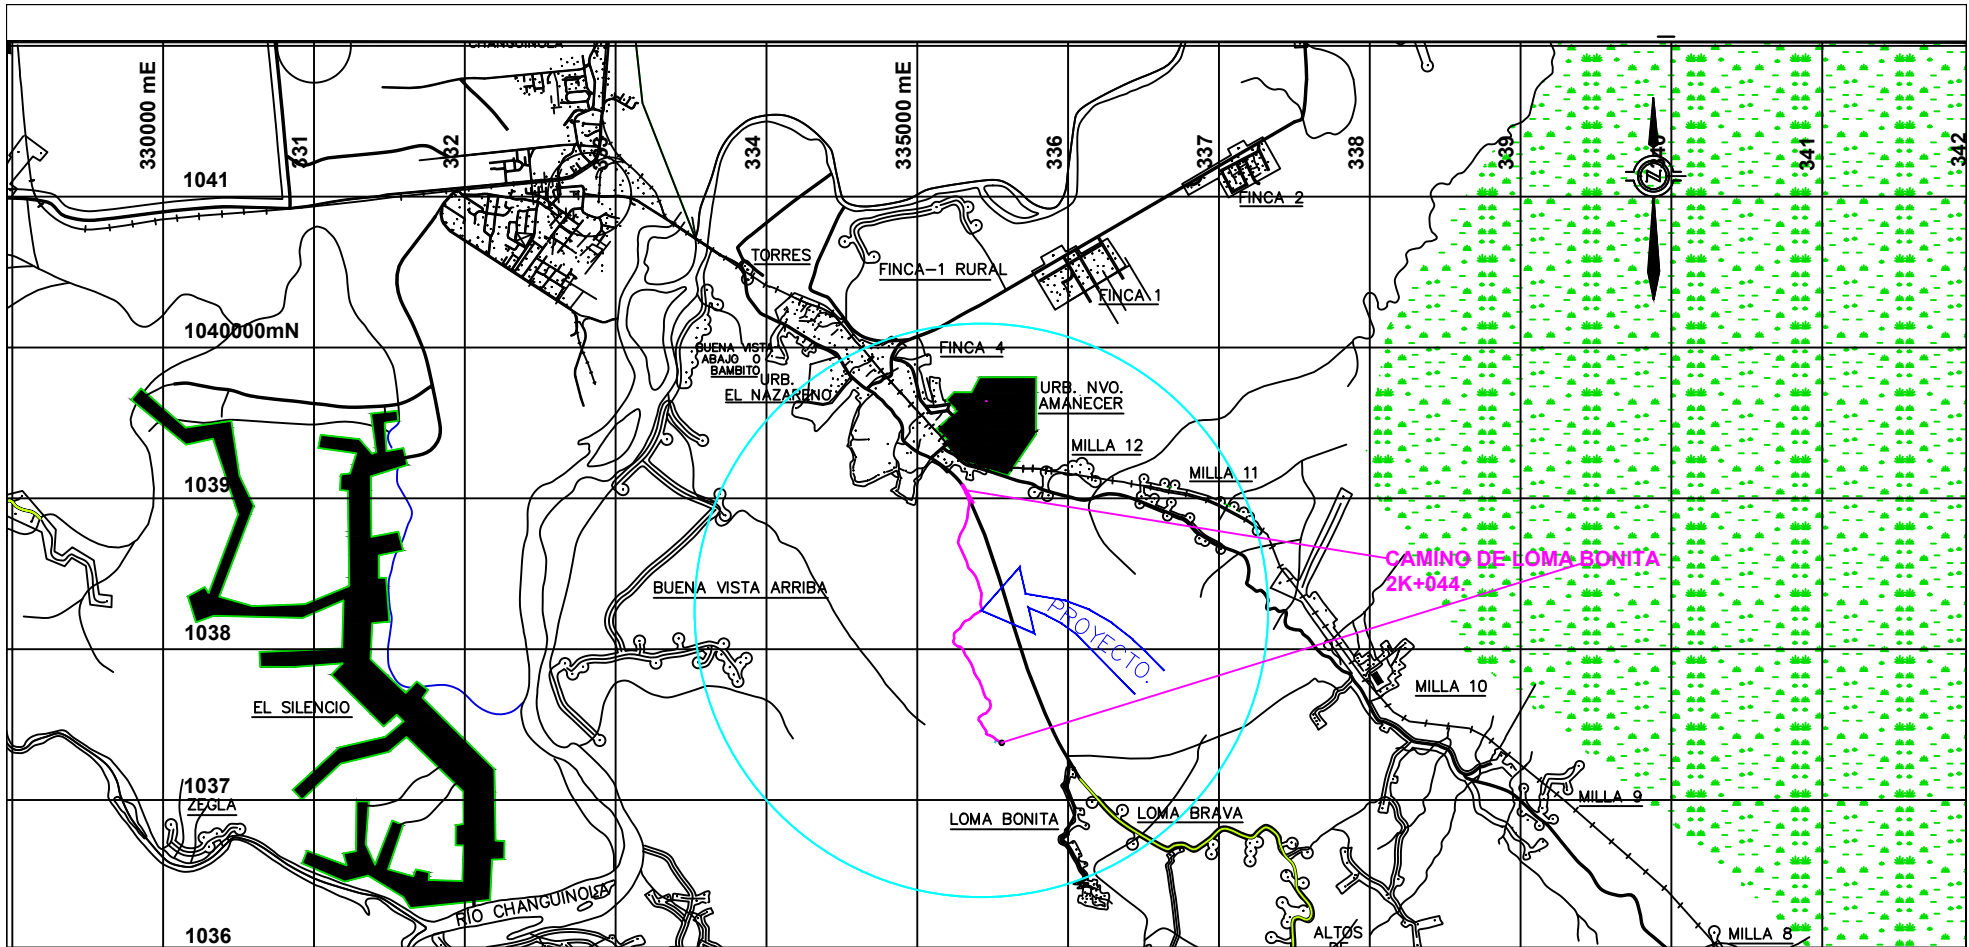 CHANGUINOLA
330000 mE
331
332
333
334
335000 mE
336
337
338
339
340
341
342
1041
1040000mN
1039
1038
1037
1036
N
FINCA 2
TORRES
FINCA-1 RURAL
FINCA 1
BUENA VISTA
ABAJO O
BAMBITO
URB.
EL NAZARENO
FINCA 4
URB. NVO.
AMANECER
MILLA 12
MILLA 11
CAMINO DE LOMA BONITA
2K+044.
BUENA VISTA ARRIBA
PROYECTO.
EL SILENCIO
MILLA 10
ZEGLA
MILLA 9
LOMA BONITA
LOMA BRAVA
RIO CHANGUINOLA
ALTOS
DE
MILLA 8